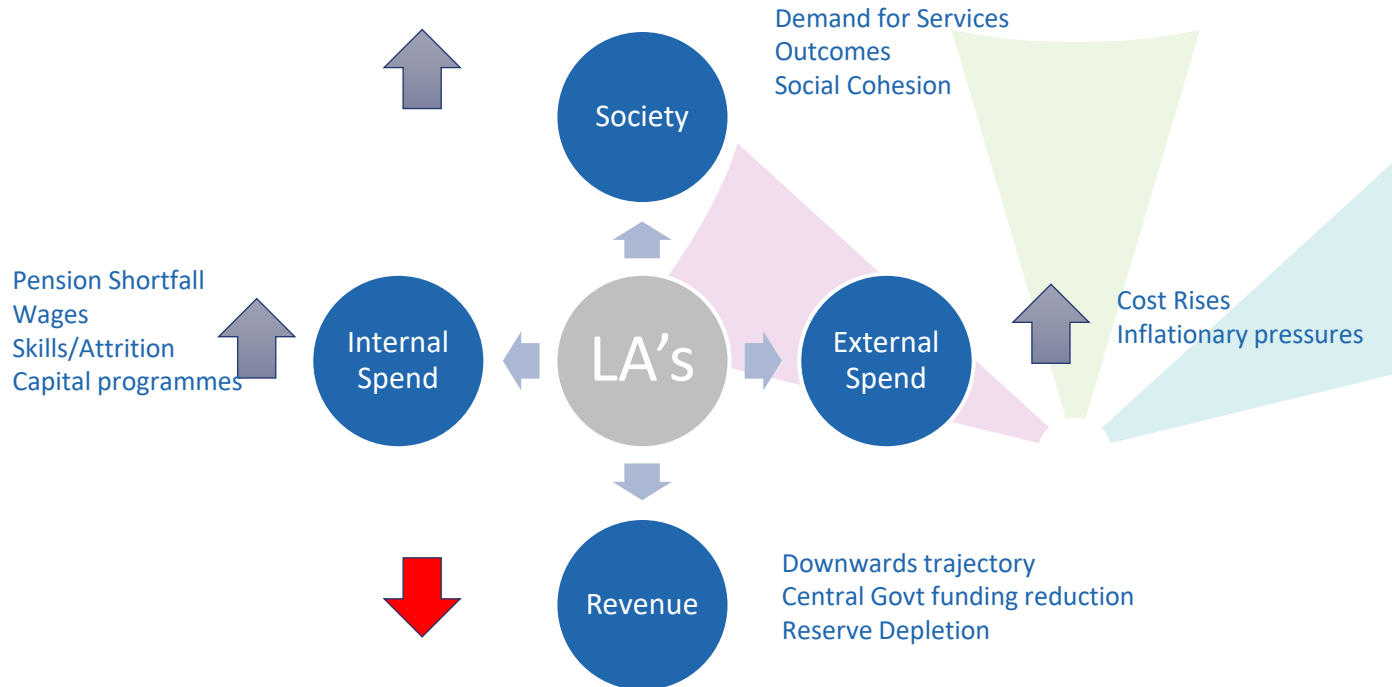 Demand for Services
Outcomes
Social Cohesion
Society
Pension Shortfall
Wages
Skills/Attrition
Capital programmes
Internal
Spend
LA's
External
Spend
Cost Rises
Inflationary pressures
Revenue
Downwards trajectory
Central Govt funding reduction
Reserve Depletion